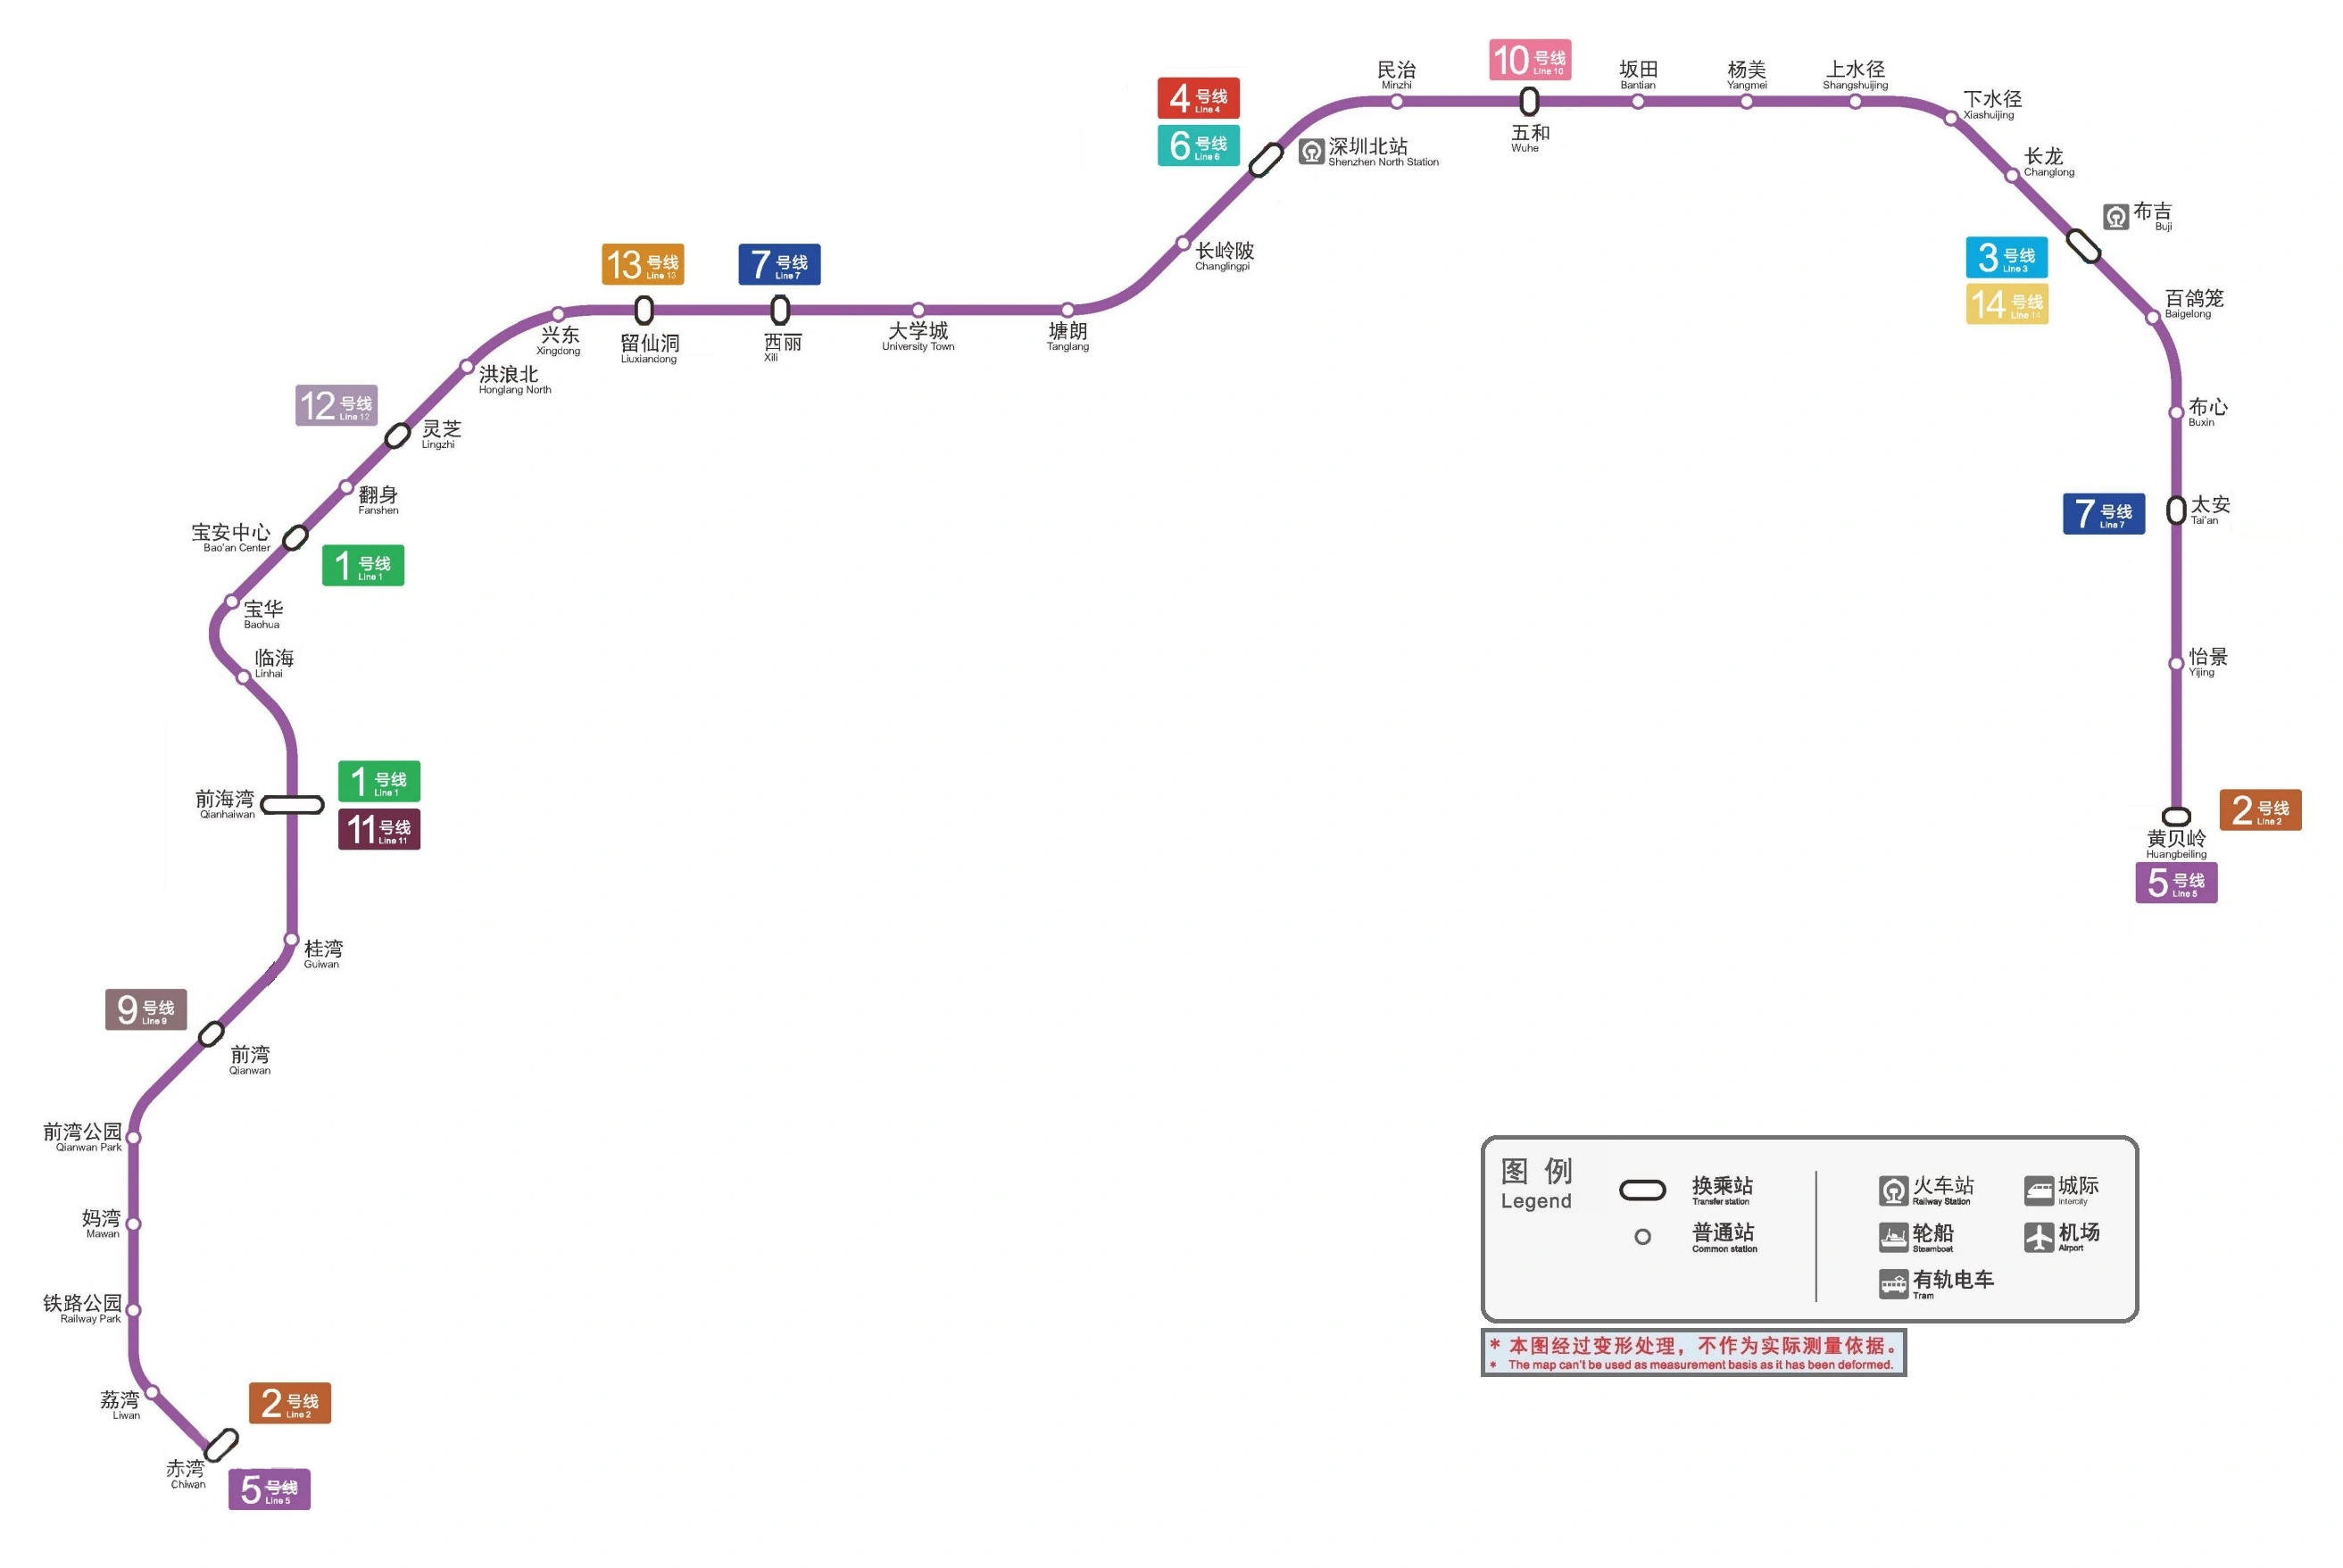 10 号线
Line 10
民治
Minzhi
坂田
Bantian
杨美
Yangmei
上水径
Shangshuijing
4 号线
Line 4
6 号线
Line 6
下水径
Xiashuijing
五和
Wuhe
深圳北站
Shenzhen North Station
长龙
Changlong
布吉
Buji
13 号线
Line 13
7 号线
Line 7
长岭陂
Changlingpi
3 号线
Line 3
14 号线
Line 14
百鸽笼
Baigelong
兴东
Xingdong
留仙洞
Liuxiandong
西丽
Xili
大学城
University Town
塘朗
Tanglang
洪浪北
Honglang North
12 号线
Line 12
灵芝
Lingzhi
布心
Buxin
翻身
Fanshen
7 号线
Line 7
太安
Tai'an
宝安中心
Bao'an Center
1 号线
Line 1
宝华
Baohua
临海
Linhai
怡景
Yijing
前海湾
Qianhaiwan
1 号线
Line 1
11 号线
Line 11
2 号线
Line 2
黄贝岭
Huangbeiling
5 号线
Line 5
桂湾
Guiwan
9 号线
Line 9
前湾
Qianwan
前湾公园
Qianwan Park
妈湾
Mawan
铁路公园
Railway Park
荔湾
Liwan
2 号线
Line 2
赤湾
Chiwan
5 号线
Line 5
图例
Legend
换乘站
Transfer station
普通站
Common station
火车站
Railway Station
城际
Intercity
轮船
Steamboat
机场
Airport
有轨电车
Tram
* 本图经过变形处理，不作为实际测量依据。
* The map can't be used as measurement basis as it has been deformed.